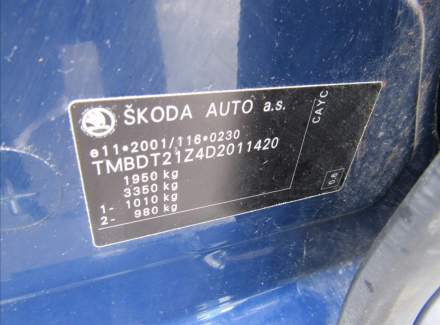 ŠKODA AUTO a.s.
e11*2001/116*0230
TMBDT21Z4D2011420
1950 kg
3350 kg
1- 1010 kg
2- 980 kg
CAYC